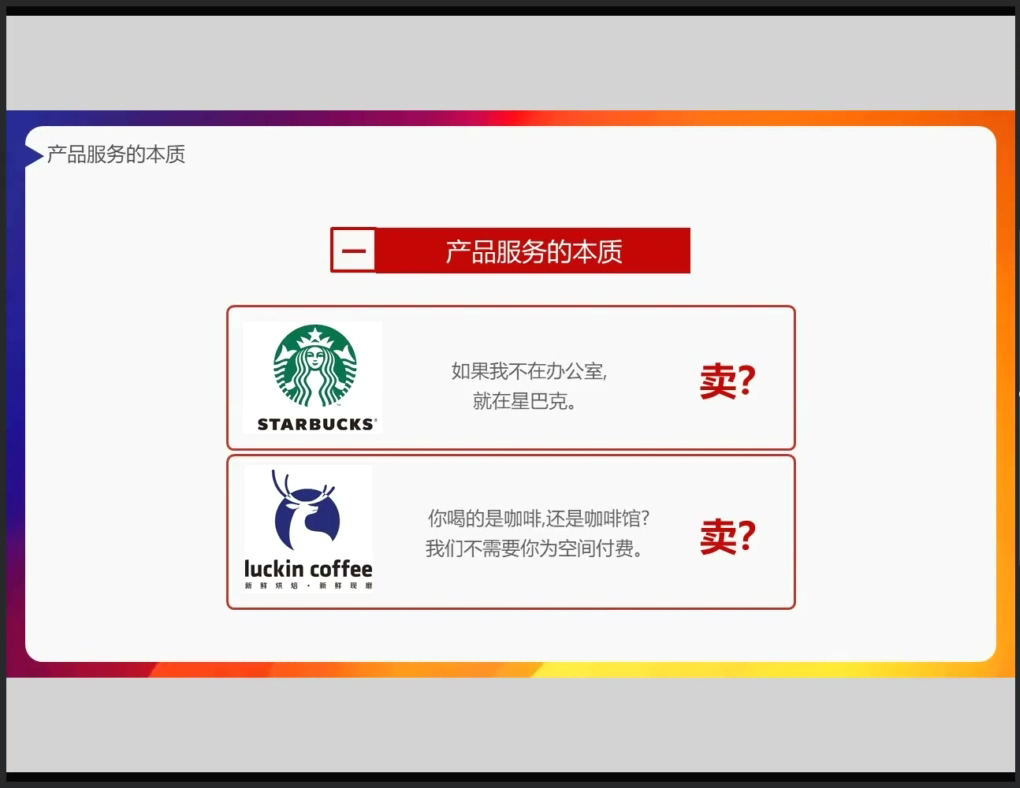 产品服务的本质
一 产品服务的本质
如果我不在办公室,
就在星巴克。
卖?
STARBUCKS
你喝的是咖啡,还是咖啡馆?
我们不需要你为空间付费。
卖?
luckin coffee
新鲜烘焙·新鲜现磨